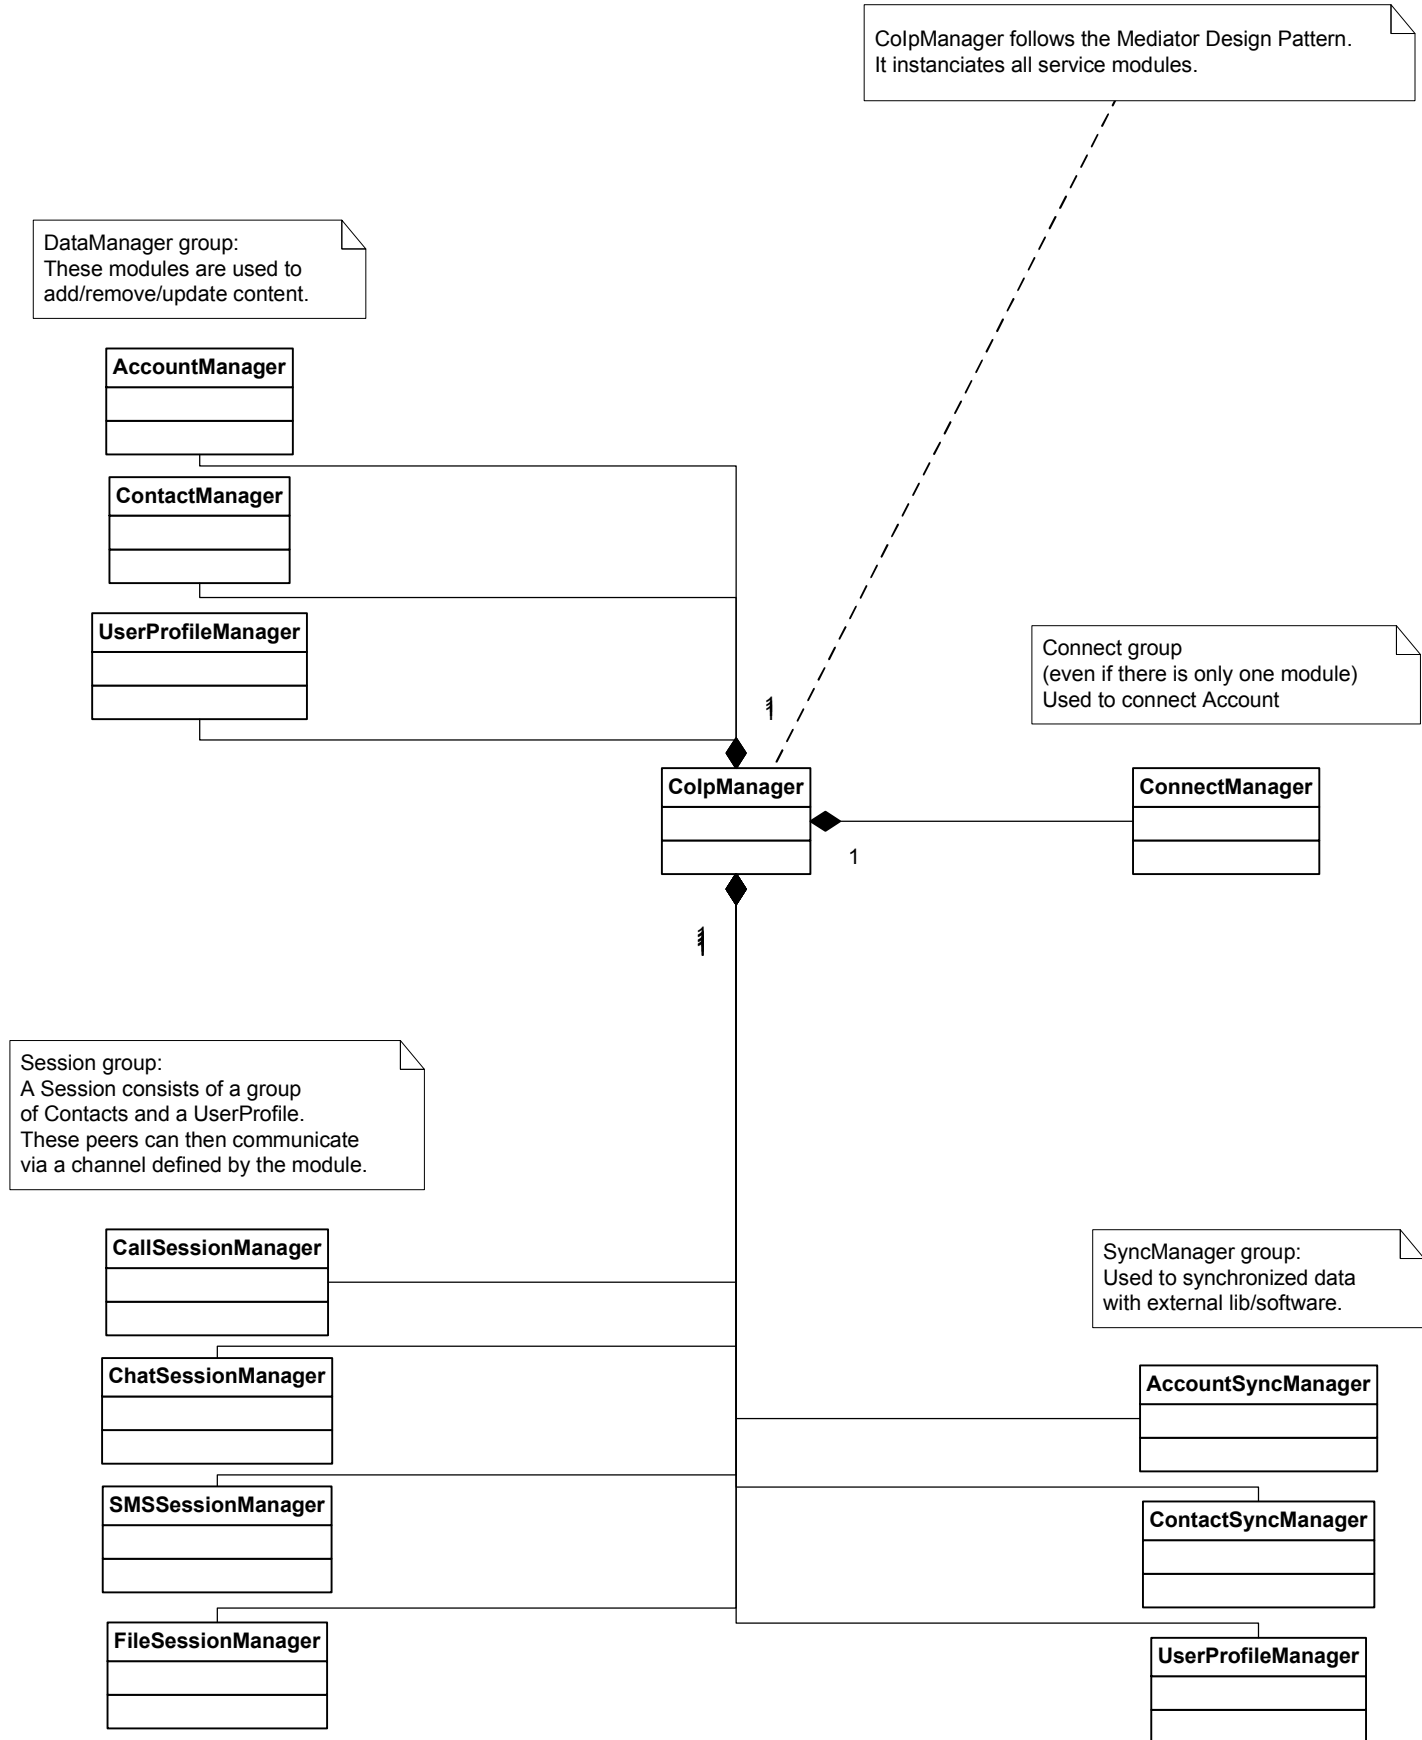 CoIpManager follows the Mediator Design Pattern.
It instanciates all service modules.
DataManager group:
These modules are used to
add/remove/update content.
AccountManager
ContactManager
UserProfileManager
Connect group
(even if there is only one module)
Used to connect Account
1
CoIpManager
ConnectManager
1
1
Session group:
A Session consists of a group
of Contacts and a UserProfile.
These peers can then communicate
via a channel defined by the module.
CallSessionManager
SyncManager group:
Used to synchronized data
with external lib/software.
ChatSessionManager
AccountSyncManager
SMSSessionManager
ContactSyncManager
FileSessionManager
UserProfileManager